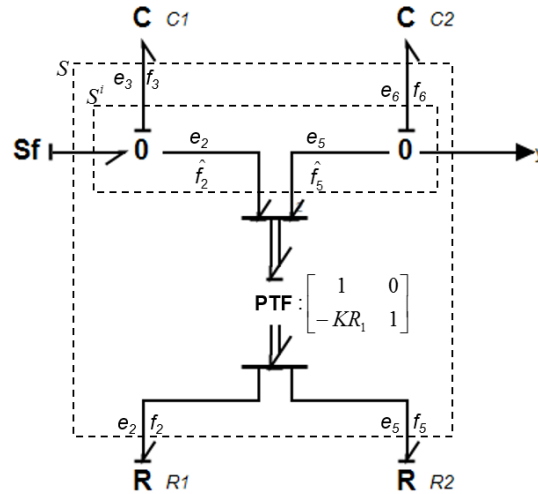 C C1 C C2
S
e3 f3 e6 f6
S^i
Sf 0 e2 e5 0 y
f̂2 f̂5
PTF : [ 1 0
-KR1 1 ]
e2 f2 e5 f5
R R1 R R2